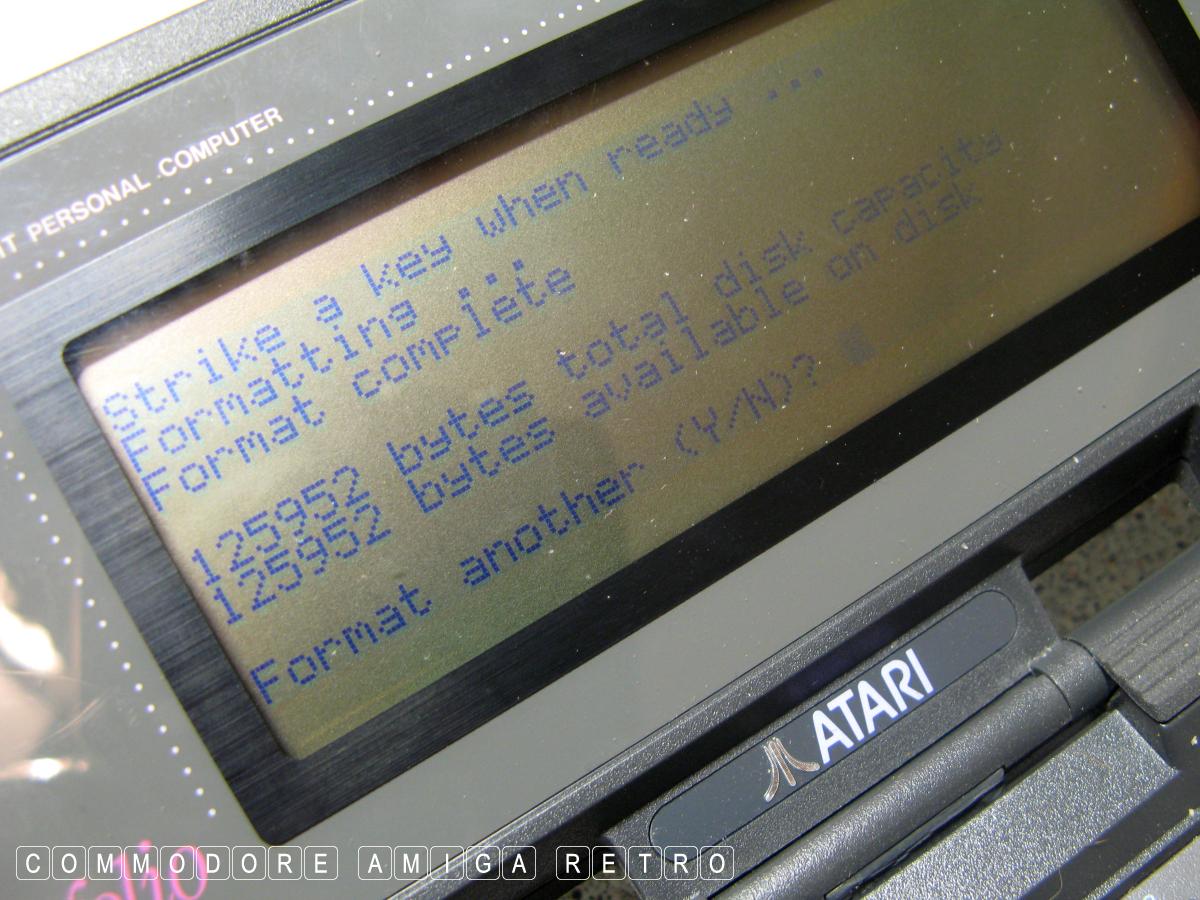 IT PERSONAL COMPUTER
Strike a key when ready ...
Formatting ...
Format complete
125952 bytes total disk capacity
125952 bytes available on disk
Format another (Y/N)?
ATARI
folio
COMMODORE AMIGA RETRO